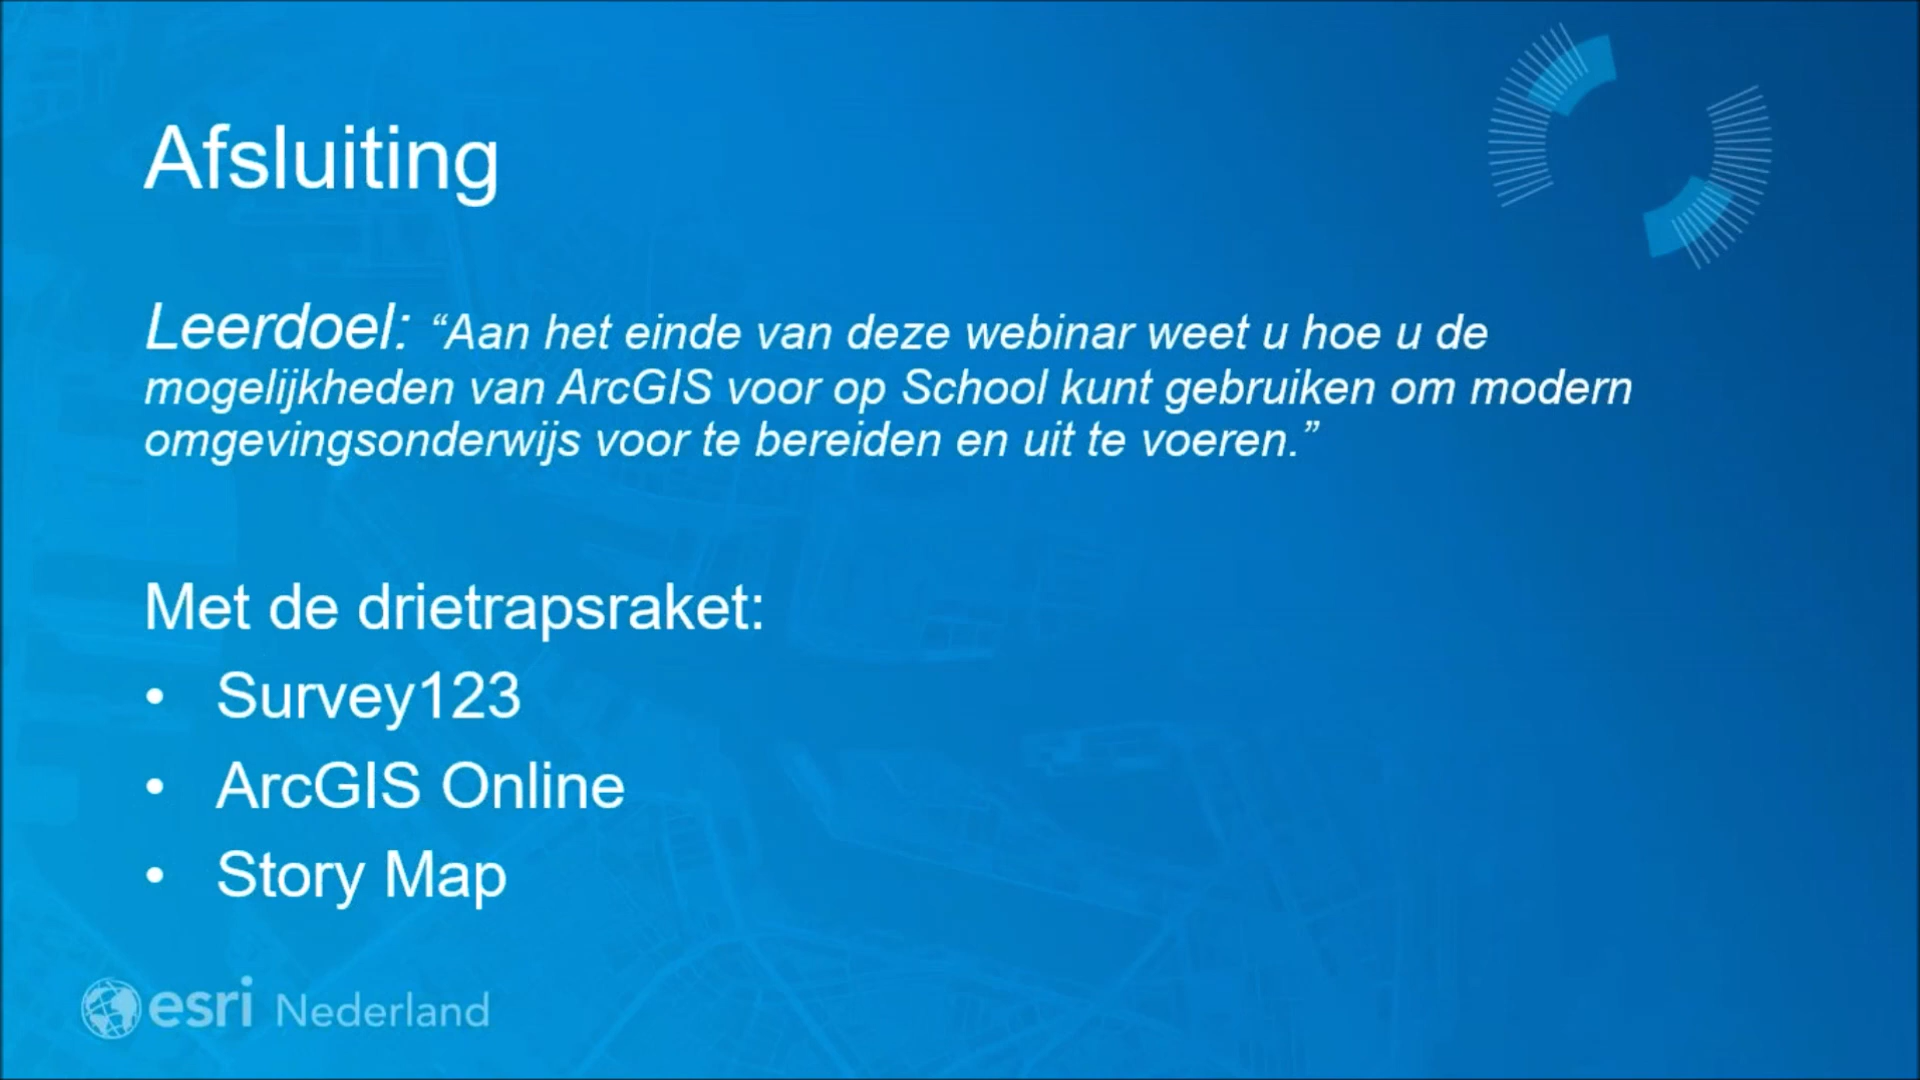 Afsluiting
Leerdoel: “Aan het einde van deze webinar weet u hoe u de
mogelijkheden van ArcGIS voor op School kunt gebruiken om modern
omgevingsonderwijs voor te bereiden en uit te voeren.”
Met de drietrapsraket:
• Survey123
• ArcGIS Online
• Story Map
esri Nederland